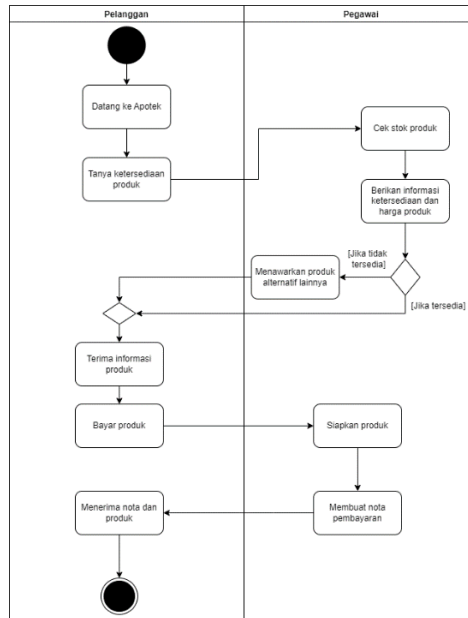 Pelanggan
Pegawai
Datang ke Apotek
Tanya ketersediaan
produk
Cek stok produk
Berikan informasi
ketersediaan dan
harga produk
[Jika tidak
tersedia]
Menawarkan produk
alternatif lainnya
[Jika tersedia]
Terima informasi
produk
Bayar produk
Siapkan produk
Membuat nota
pembayaran
Menerima nota dan
produk